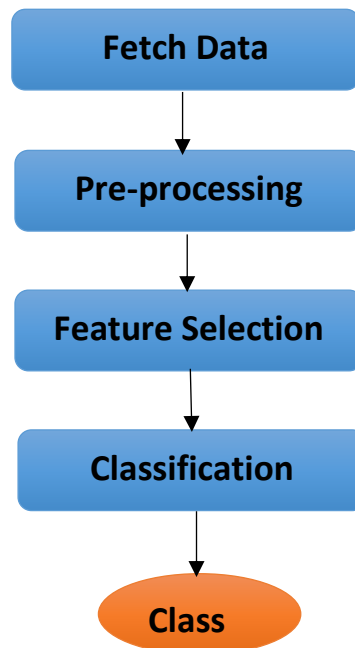 Fetch Data
Pre-processing
Feature Selection
Classification
Class